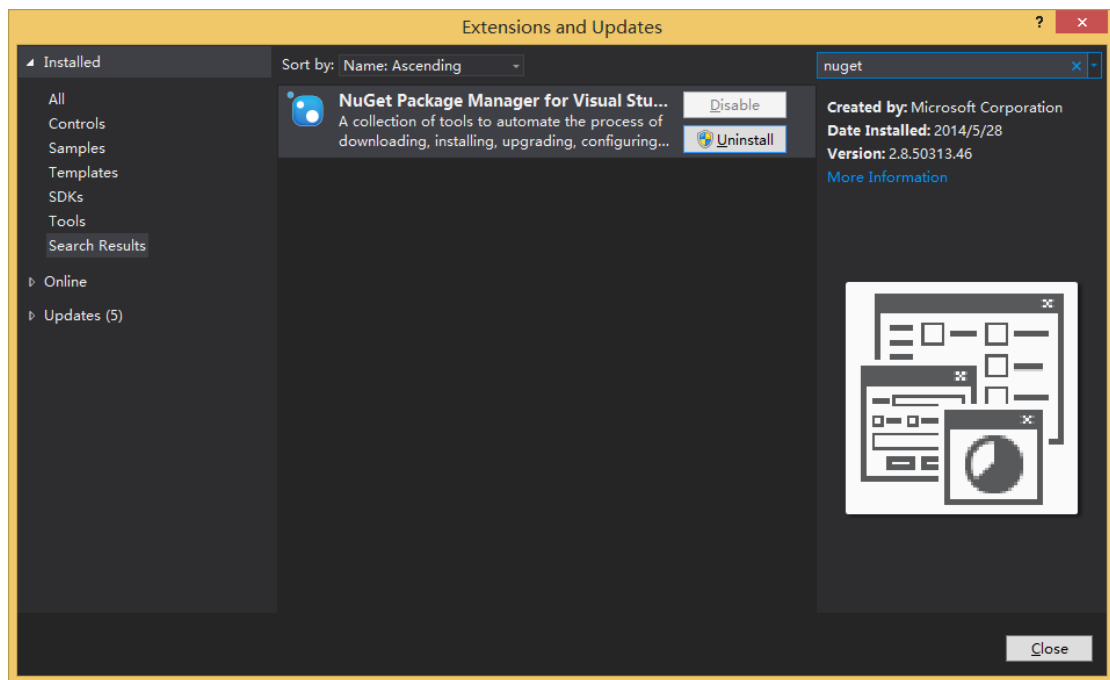 Extensions and Updates
?
Installed
All
Controls
Samples
Templates
SDKs
Tools
Search Results
Online
Updates (5)
Sort by: Name: Ascending
NuGet Package Manager for Visual Stu...
A collection of tools to automate the process of
downloading, installing, upgrading, configuring...
Disable
Uninstall
nuget
Created by: Microsoft Corporation
Date Installed: 2014/5/28
Version: 2.8.50313.46
More Information
Close